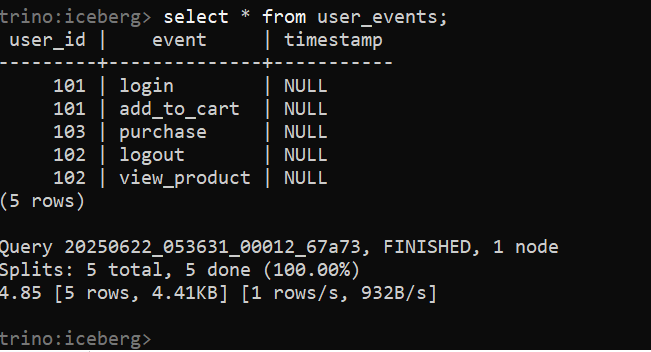 trino:iceberg> select * from user_events;
 user_id |    event     | timestamp
---------+--------------+-----------
     101 | login        | NULL
     101 | add_to_cart  | NULL
     103 | purchase     | NULL
     102 | logout       | NULL
     102 | view_product | NULL
(5 rows)

Query 20250622_053631_00012_67a73, FINISHED, 1 node
Splits: 5 total, 5 done (100.00%)
4.85 [5 rows, 4.41KB] [1 rows/s, 932B/s]

trino:iceberg>